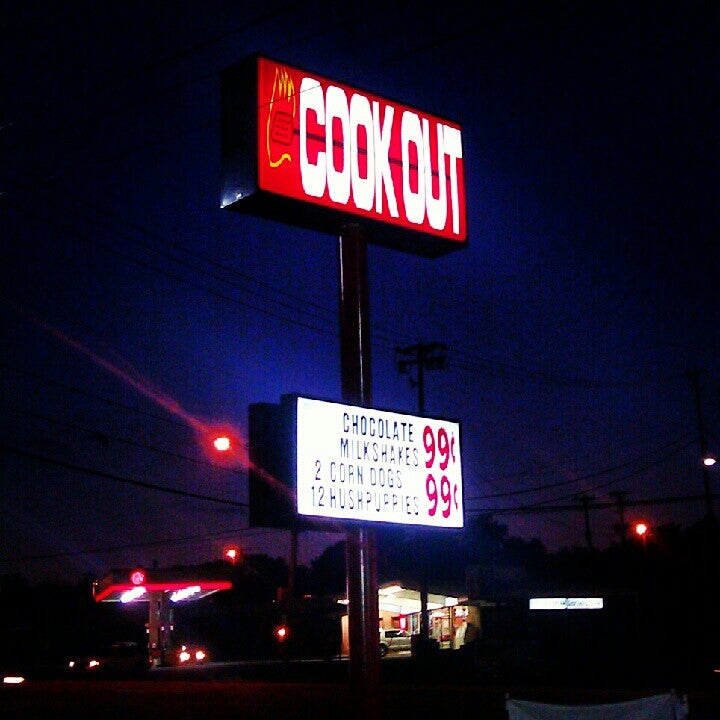 COOK OUT
CHOCOLATE
MILKSHAKES 99¢
2 CORN DOGS
12 HUSHPUPPIES 99¢